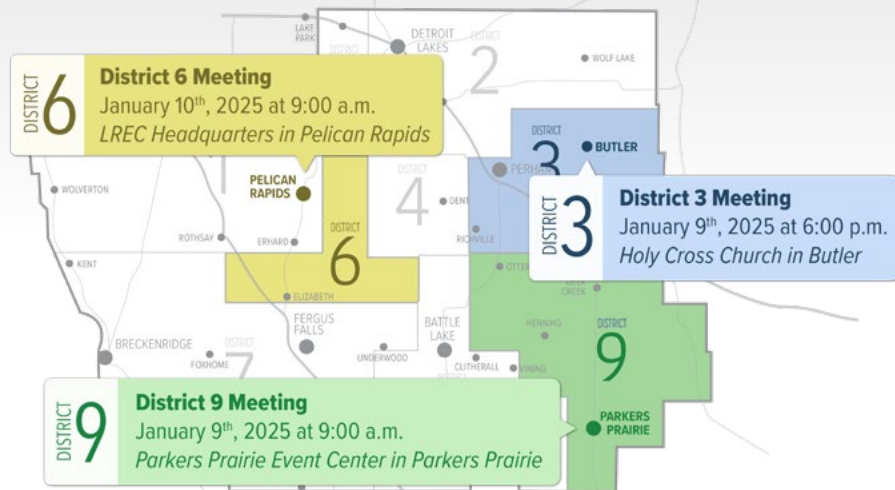 LAKE
PARK
DETROIT
LAKES
DISTRICT
2
WOLF LAKE
DISTRICT
6
District 6 Meeting
January 10th, 2025 at 9:00 a.m.
LREC Headquarters in Pelican Rapids
DISTRICT
3
BUTLER
WOLVERTON
PELICAN
RAPIDS
4
DENT
DISTRICT
3
District 3 Meeting
January 9th, 2025 at 6:00 p.m.
Holy Cross Church in Butler
ROTHSAY
ERHARD
DISTRICT
6
RICHVILLE
KENT
ELIZABETH
CREEK
FERGUS
FALLS
BATTLE
LAKE
HENNING
DISTRICT
9
BRECKENRIDGE
FOXHOME
UNDERWOOD
CLITHERALL
VINING
DISTRICT
9
District 9 Meeting
January 9th, 2025 at 9:00 a.m.
Parkers Prairie Event Center in Parkers Prairie
PARKERS
PRAIRIE